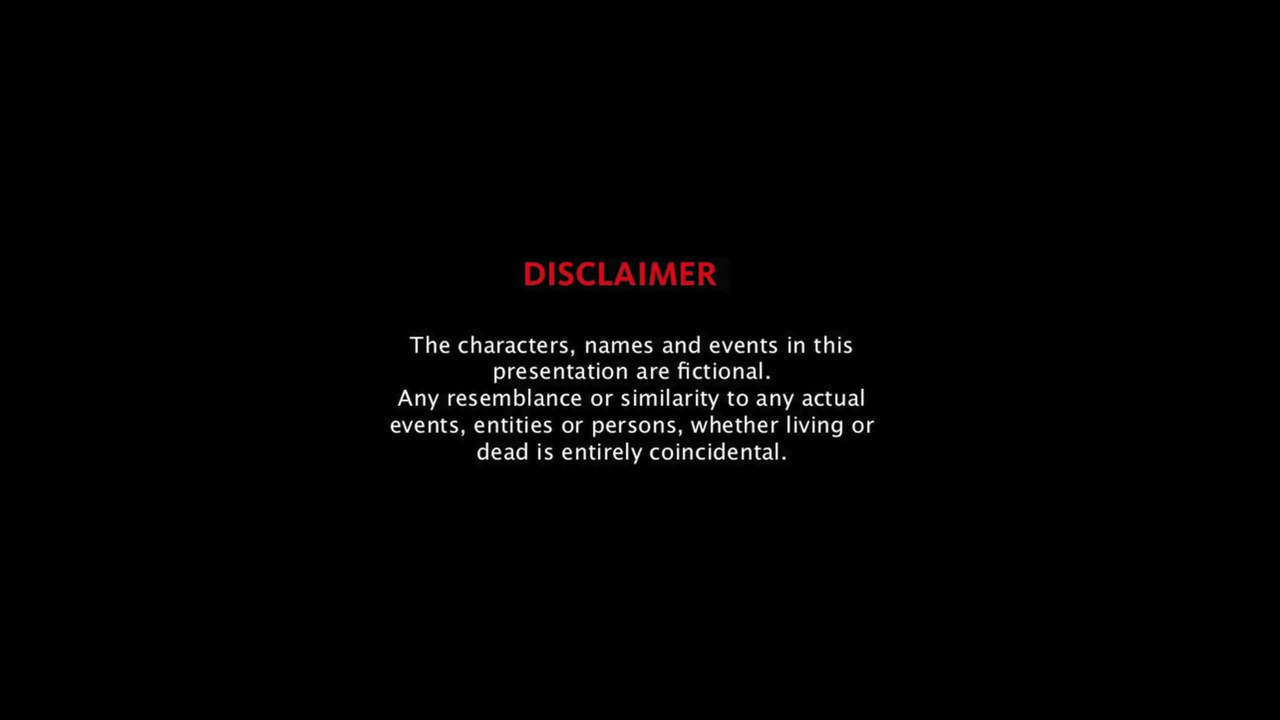 DISCLAIMER
The characters, names and events in this
presentation are fictional.
Any resemblance or similarity to any actual
events, entities or persons, whether living or
dead is entirely coincidental.